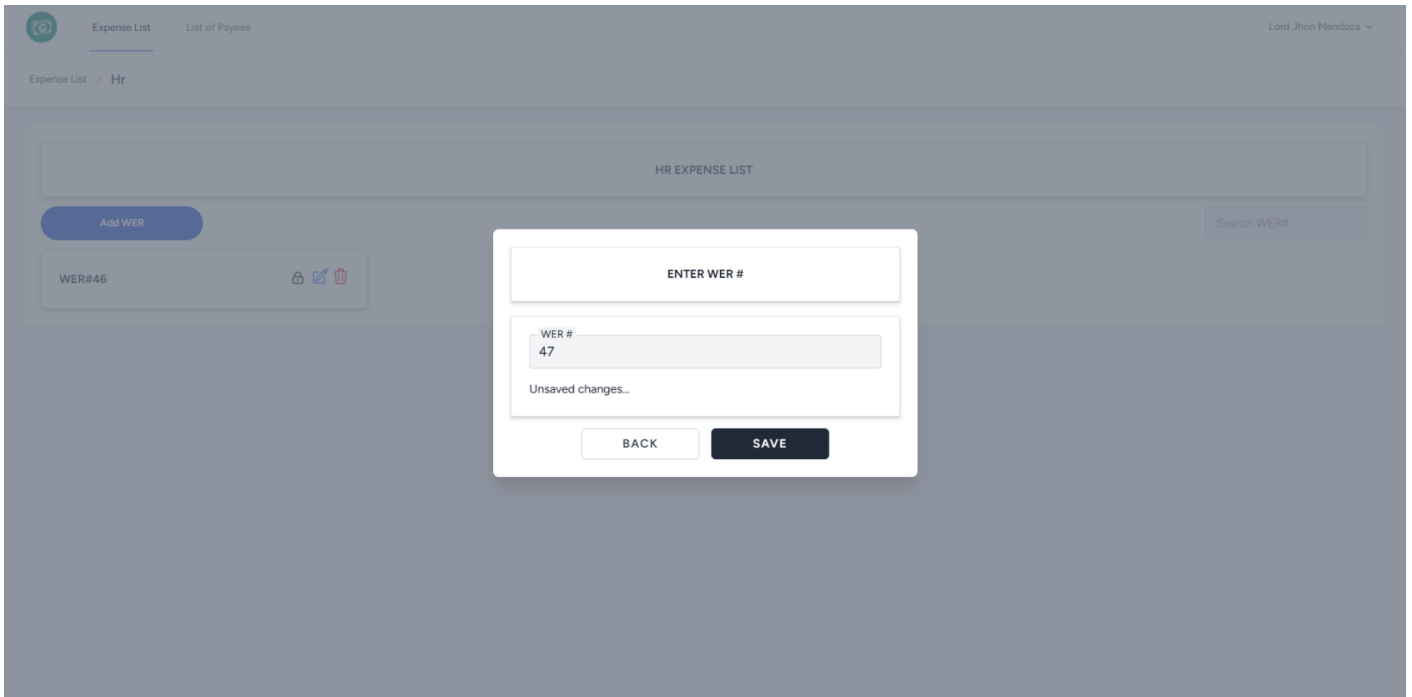 Expense List
List of Payees
Lord Jhon Mendoza
Expense List > Hr
HR EXPENSE LIST
Add WER
Search WER#
WER#46
ENTER WER #
WER #
47
Unsaved changes...
BACK
SAVE